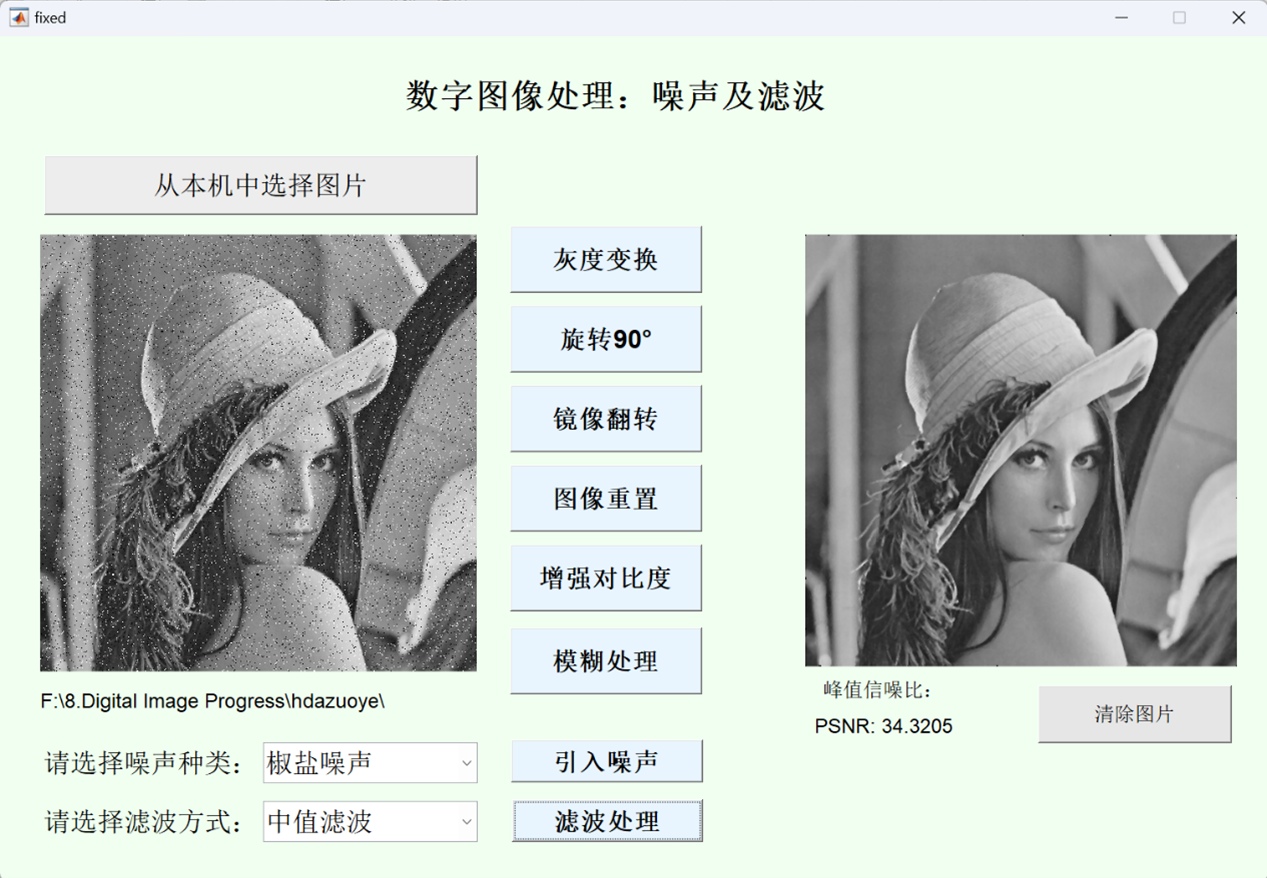 fixed
数字图像处理：噪声及滤波
从本机中选择图片
灰度变换
旋转90°
镜像翻转
图像重置
增强对比度
模糊处理
F:\8.Digital Image Progress\hdazuoye\
峰值信噪比：
PSNR: 34.3205
清除图片
请选择噪声种类： 椒盐噪声 引入噪声
请选择滤波方式： 中值滤波 滤波处理